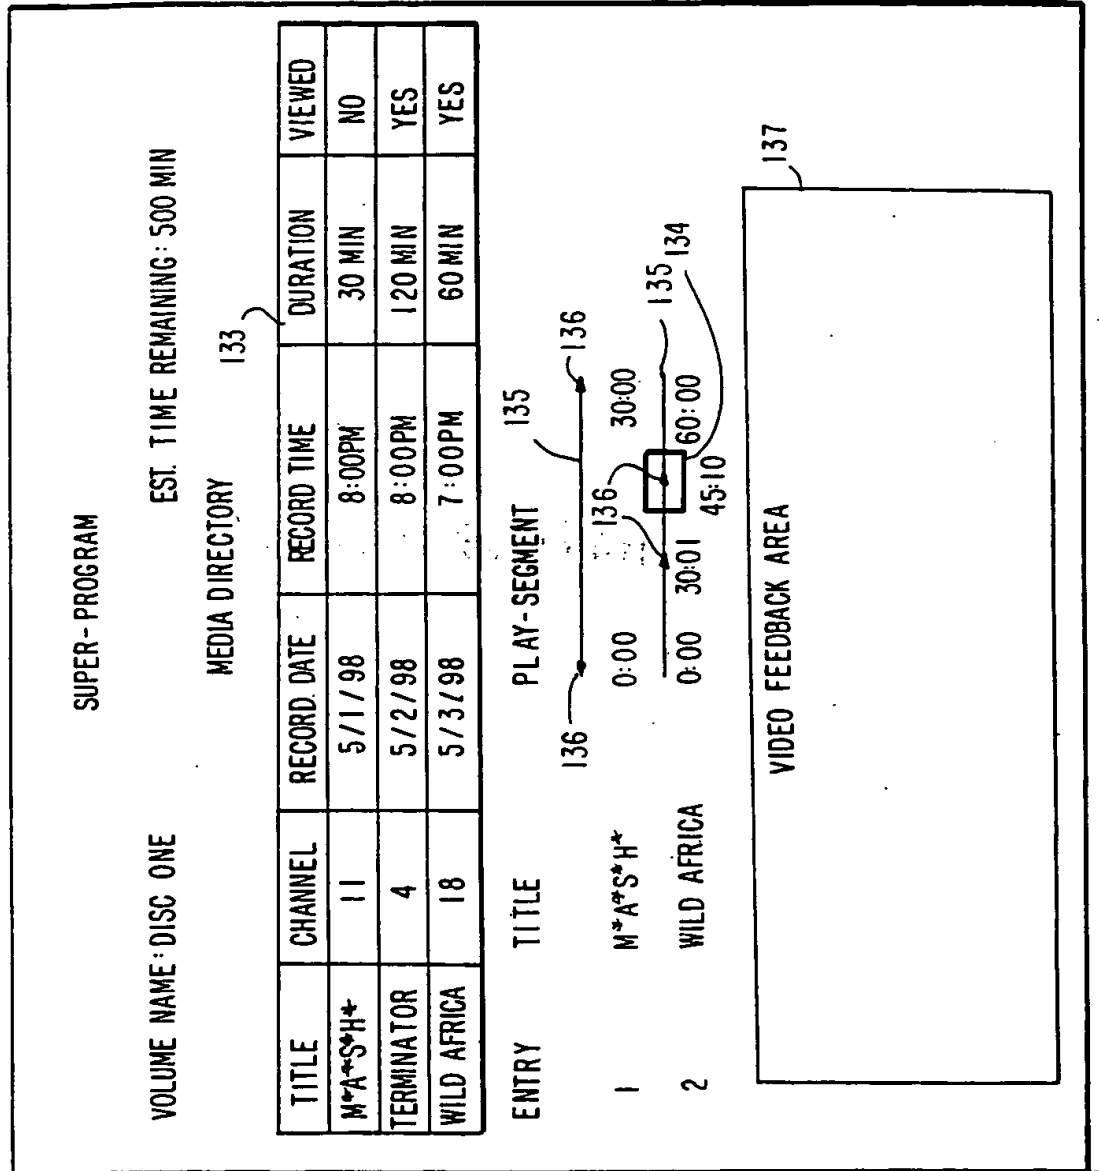 SUPER-PROGRAM
VOLUME NAME: DISC ONE EST. TIME REMAINING: 500 MIN
MEDIA DIRECTORY 133
TITLE CHANNEL RECORD. DATE RECORD TIME DURATION VIEWED
M*A*S*H* 11 5/1/98 8:00PM 30 MIN NO
TERMINATOR 4 5/2/98 8:00PM 120 MIN YES
WILD AFRICA 18 5/3/98 7:00PM 60 MIN YES
ENTRY TITLE PLAY-SEGMENT 135
136 136
1 M*A*S*H* 0:00 30:00
136 135 134
2 WILD AFRICA 0:00 30:01 60:00
45:10
137
VIDEO FEEDBACK AREA